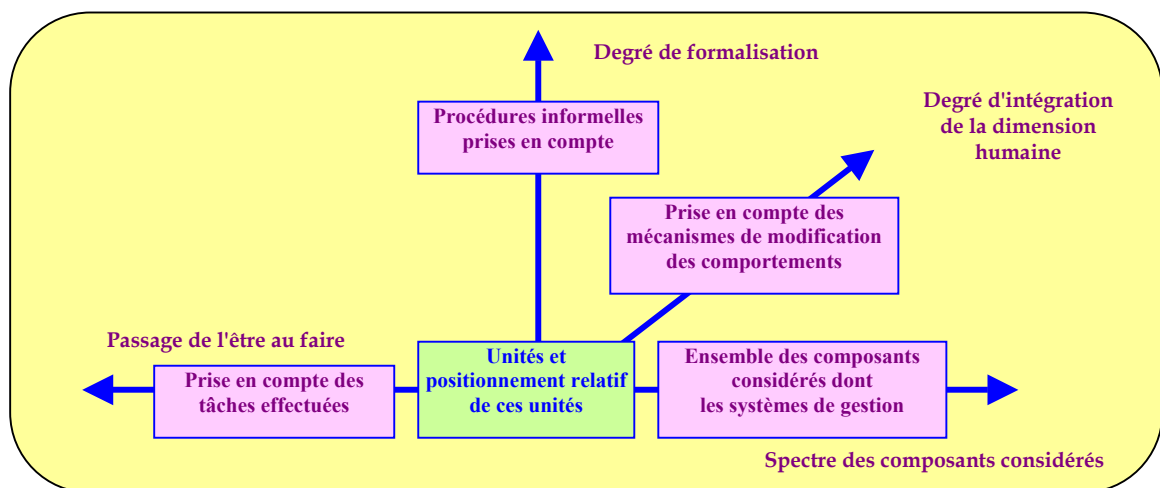 Degré de formalisation
Procédures informelles
prises en compte
Degré d'intégration
de la dimension
humaine
Prise en compte des
mécanismes de modification
des comportements
Passage de l'être au faire
Prise en compte des
tâches effectuées
Unités et
positionnement relatif
de ces unités
Ensemble des composants
considérés dont
les systèmes de gestion
Spectre des composants considérés